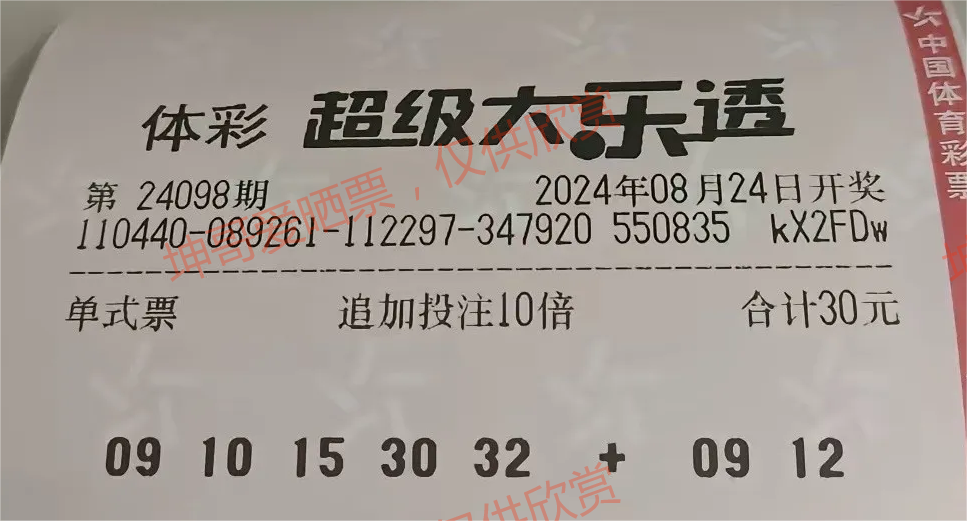 中国体育彩票
体彩 超级大乐透
第 24098期 2024年08月24日开奖
110440-089261-112297-347920 550835 kX2FDw
单式票 追加投注10倍 合计30元
09 10 15 30 32 + 09 12
坤哥爱晒票，仅供欣赏
仅供欣赏